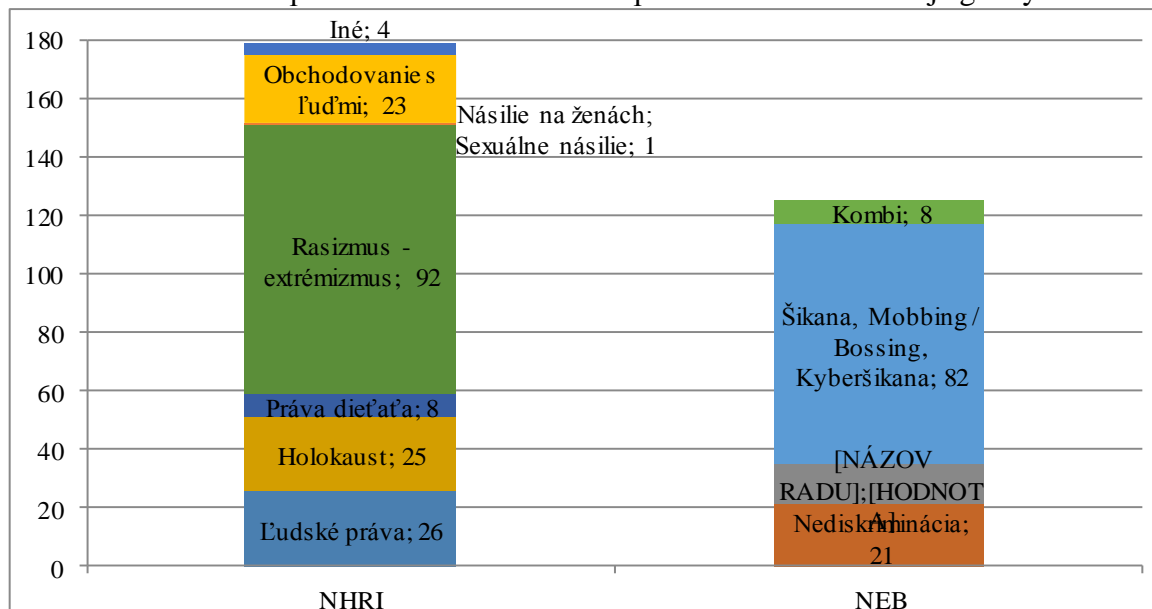 180
160
140
120
100
80
60
40
20
0
Iné; 4
Obchodovanie s
ľuďmi; 23
Násilie na ženách;
Sexuálne násilie; 1
Rasizmus -
extrémizmus; 92
Práva dieťaťa; 8
Holokaust; 25
Ľudské práva; 26
NHRI
Kombi; 8
Šikana, Mobbing /
Bossing,
Kyberšikana; 82
[NÁZOV
RADU];[HODNOT
A]
Nediskriminácia;
21
NEB